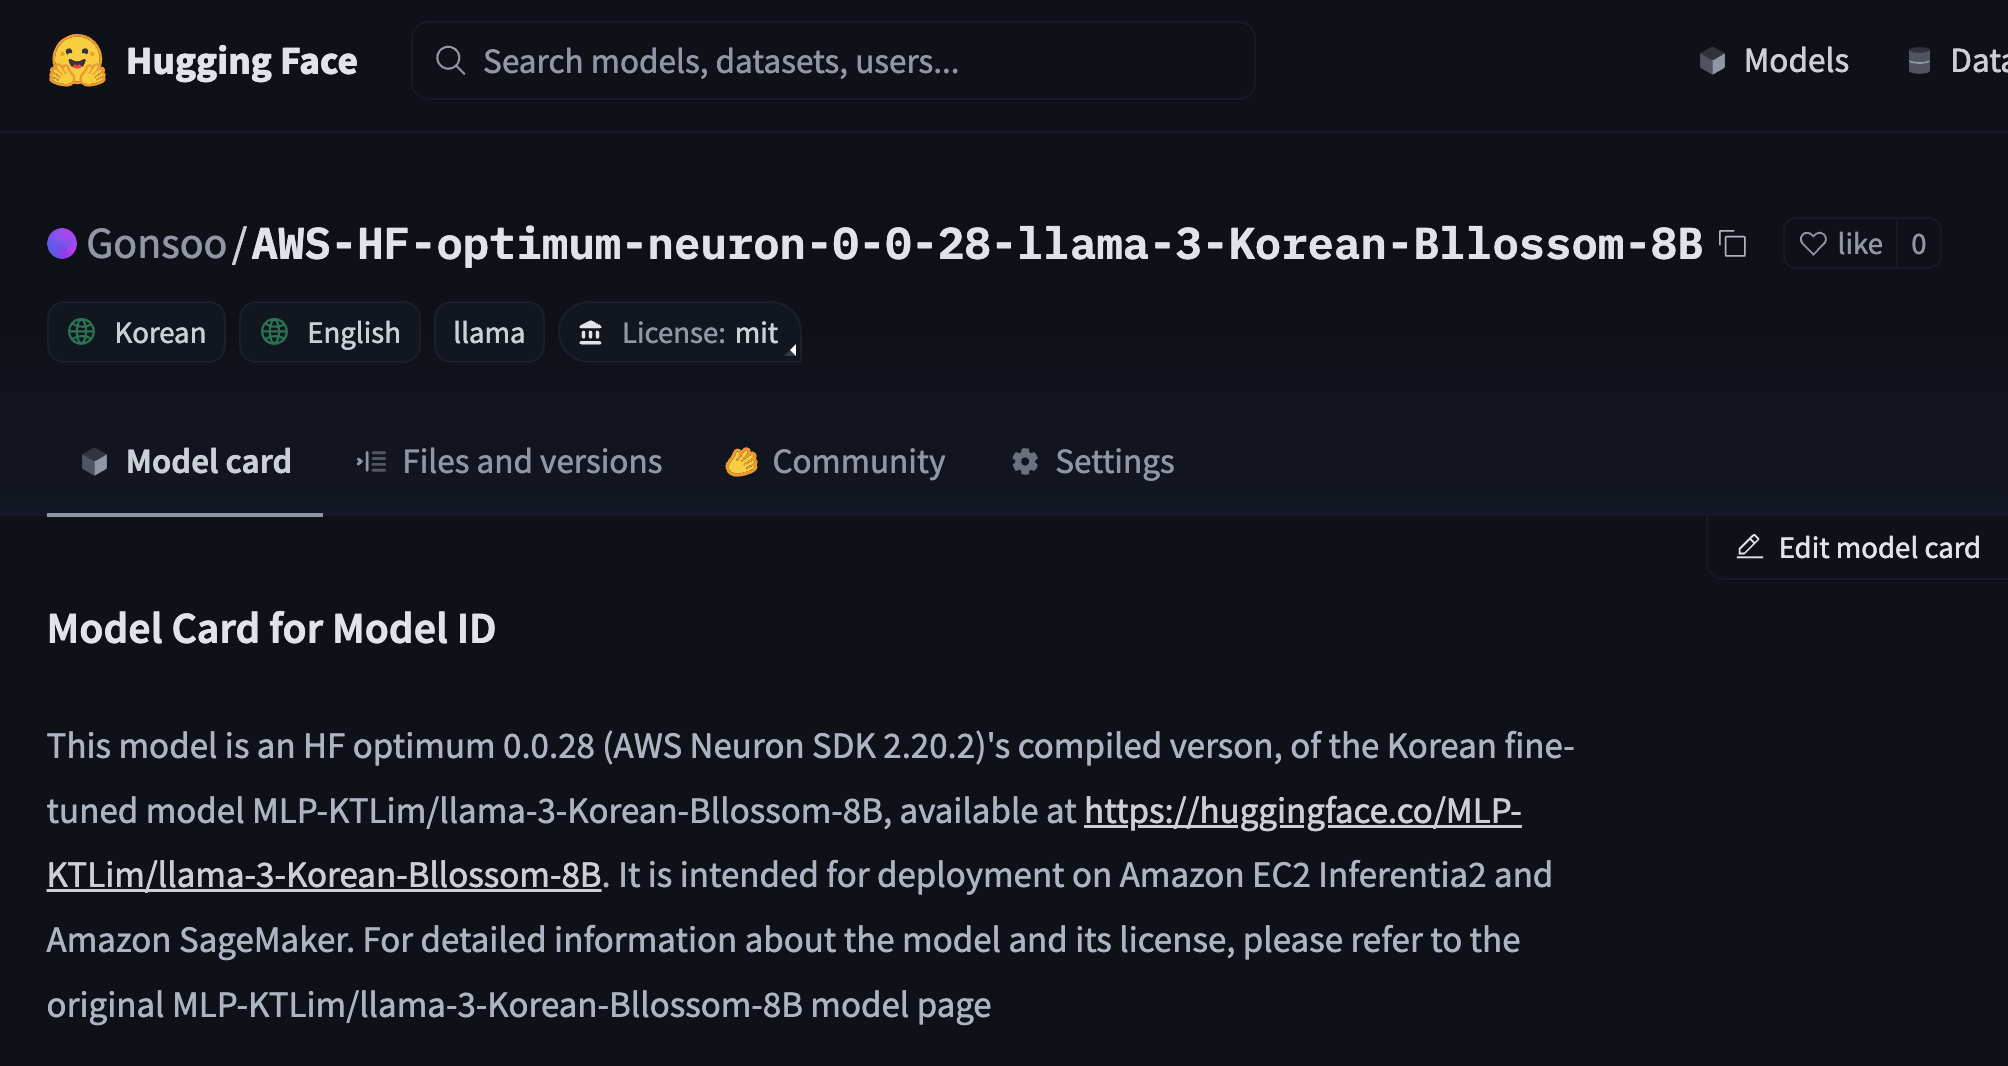 Hugging Face
Search models, datasets, users...
Models
Data
Gonsoo/AWS-HF-optimum-neuron-0-0-28-llama-3-Korean-Bllossom-8B
like 0
Korean
English
llama
License: mit
Model card
Files and versions
Community
Settings
Edit model card
Model Card for Model ID
This model is an HF optimum 0.0.28 (AWS Neuron SDK 2.20.2)'s compiled verson, of the Korean fine-
tuned model MLP-KTLim/llama-3-Korean-Bllossom-8B, available at https://huggingface.co/MLP-
KTLim/llama-3-Korean-Bllossom-8B. It is intended for deployment on Amazon EC2 Inferentia2 and
Amazon SageMaker. For detailed information about the model and its license, please refer to the
original MLP-KTLim/llama-3-Korean-Bllossom-8B model page